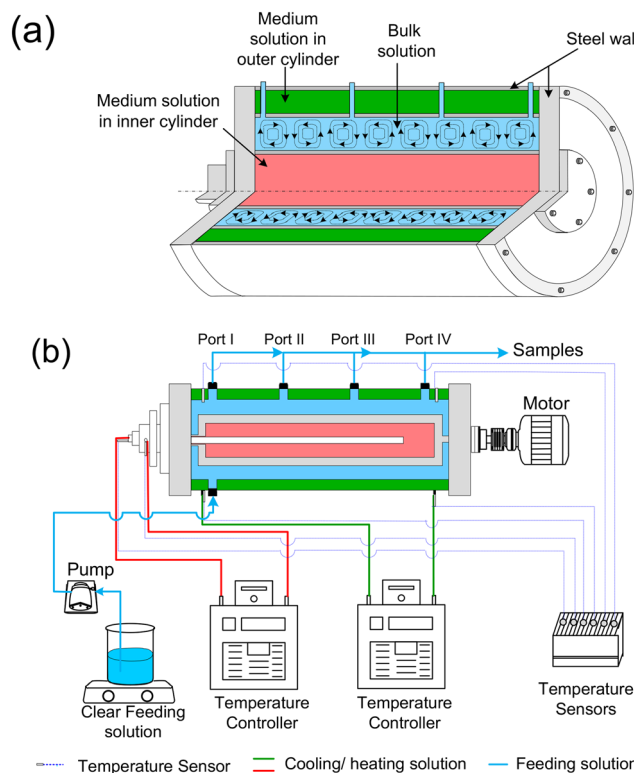 (a)
Medium
solution in
outer cylinder
Bulk
solution
Steel wal
Medium solution
in inner cylinder
(b)
Port I
Port II
Port III
Port IV
Samples
Motor
Pump
Clear Feeding
solution
Temperature
Controller
Temperature
Controller
Temperature
Sensors
Temperature Sensor
Cooling/ heating solution
Feeding solution